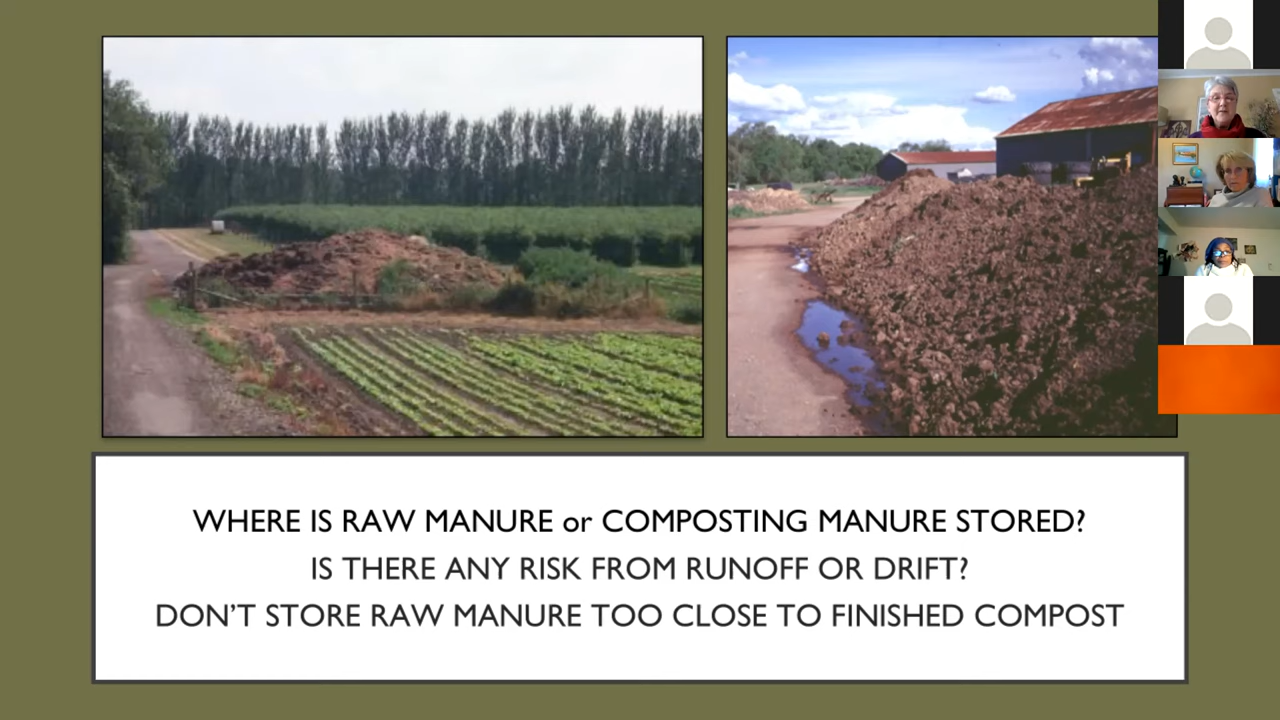 WHERE IS RAW MANURE or COMPOSTING MANURE STORED?
IS THERE ANY RISK FROM RUNOFF OR DRIFT?
DON’T STORE RAW MANURE TOO CLOSE TO FINISHED COMPOST